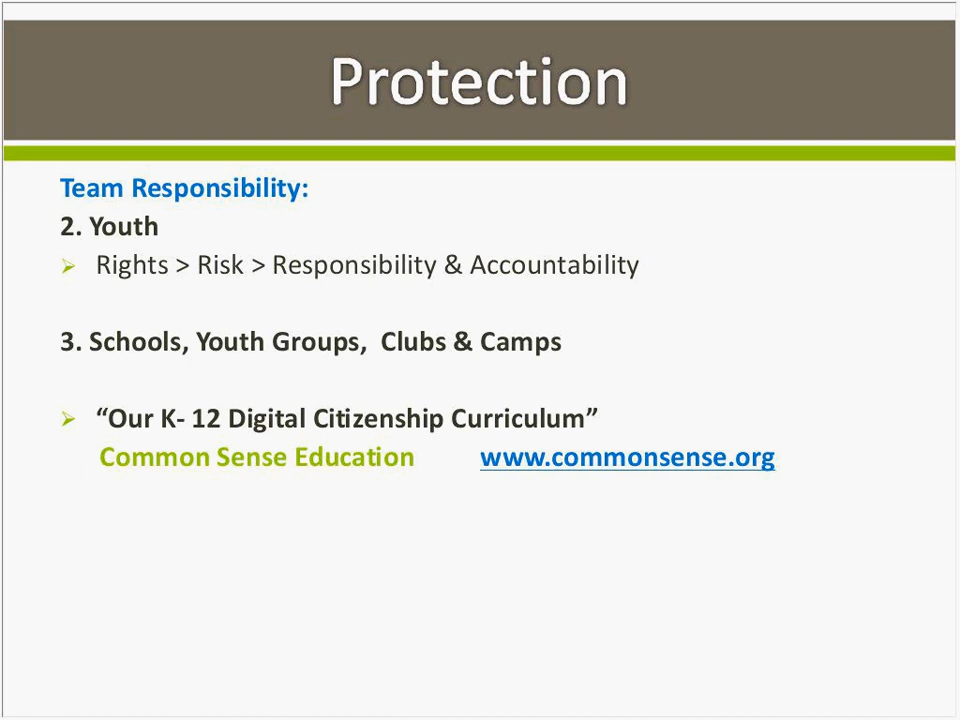 Protection
Team Responsibility:
2. Youth
➢ Rights > Risk > Responsibility & Accountability
3. Schools, Youth Groups,  Clubs & Camps
➢ “Our K- 12 Digital Citizenship Curriculum”
Common Sense Education www.commonsense.org